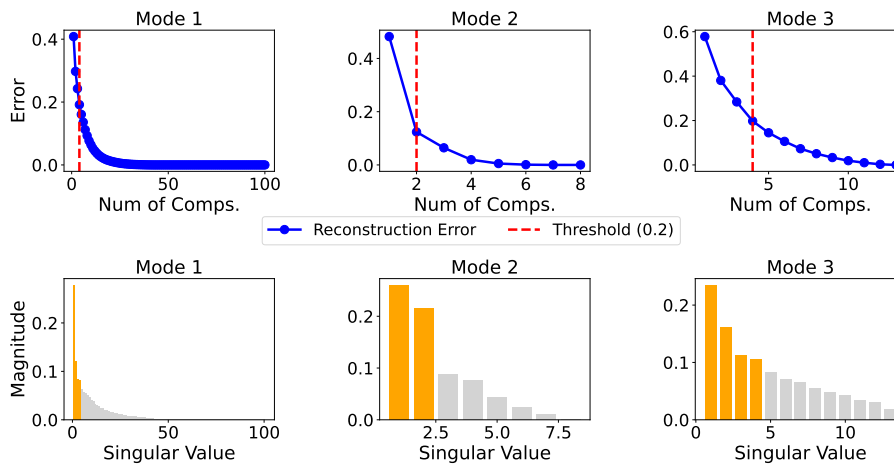 Mode 1
Mode 2
Mode 3
Error
0.4
0.2
0.0
0
50
100
Num of Comps.
0.4
0.2
0.0
2
4
6
8
Num of Comps.
0.6
0.4
0.2
0.0
5
10
Num of Comps.
Reconstruction Error
Threshold (0.2)
Mode 1
Mode 2
Mode 3
Magnitude
0.2
0.1
0.0
0
50
100
Singular Value
0.2
0.1
0.0
2.5
5.0
7.5
Singular Value
0.2
0.1
0.0
0
5
10
Singular Value